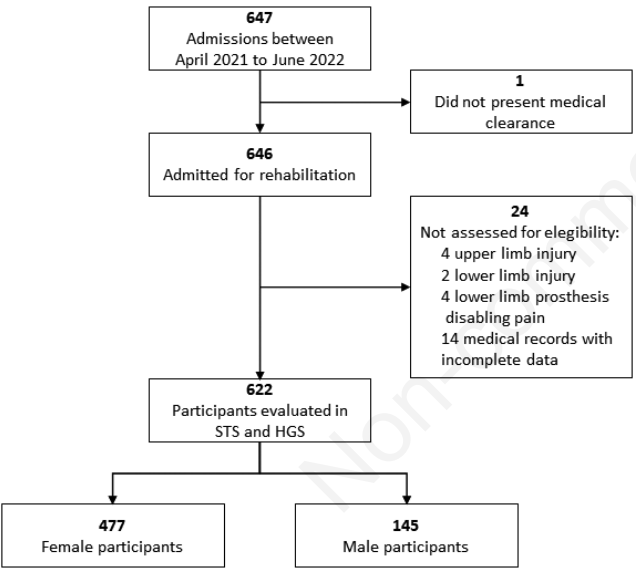 647
Admissions between
April 2021 to June 2022
1
Did not present medical
clearance
646
Admitted for rehabilitation
24
Not assessed for elegibility:
4 upper limb injury
2 lower limb injury
4 lower limb prosthesis
disabling pain
14 medical records with
incomplete data
622
Participants evaluated in
STS and HGS
477
Female participants
145
Male participants